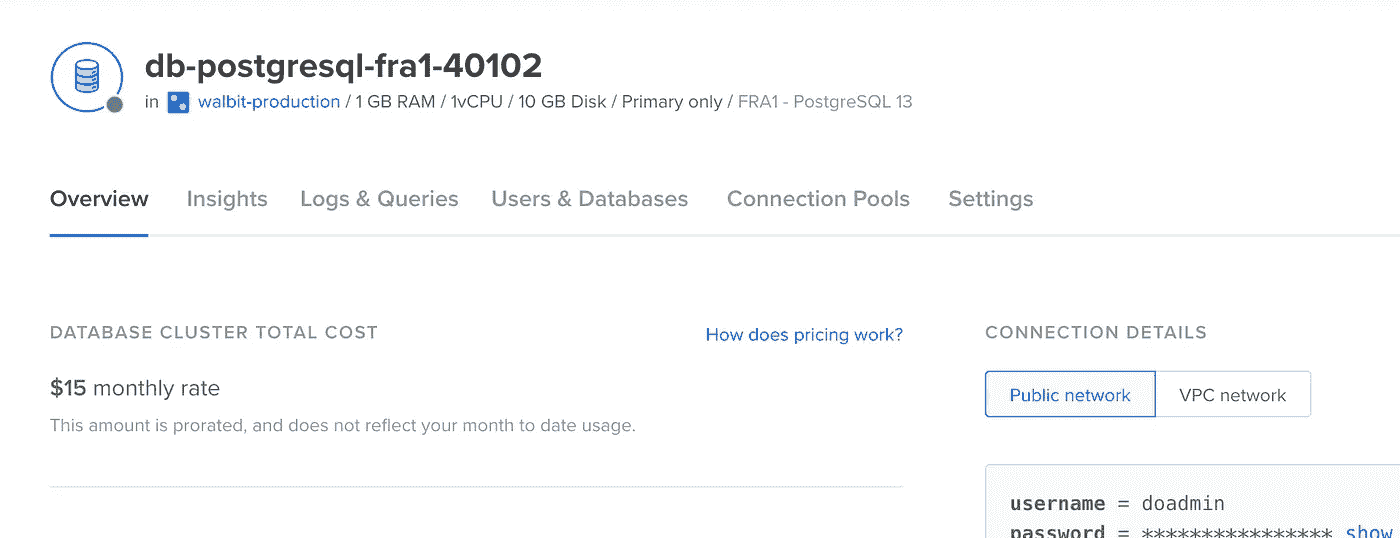 db-postgresql-fra1-40102
in walbit-production / 1 GB RAM / 1vCPU / 10 GB Disk / Primary only / FRA1 - PostgreSQL 13
Overview Insights Logs & Queries Users & Databases Connection Pools Settings
DATABASE CLUSTER TOTAL COST
How does pricing work?
$15 monthly rate
This amount is prorated, and does not reflect your month to date usage.
CONNECTION DETAILS
Public network VPC network
username = doadmin
password = **************** show